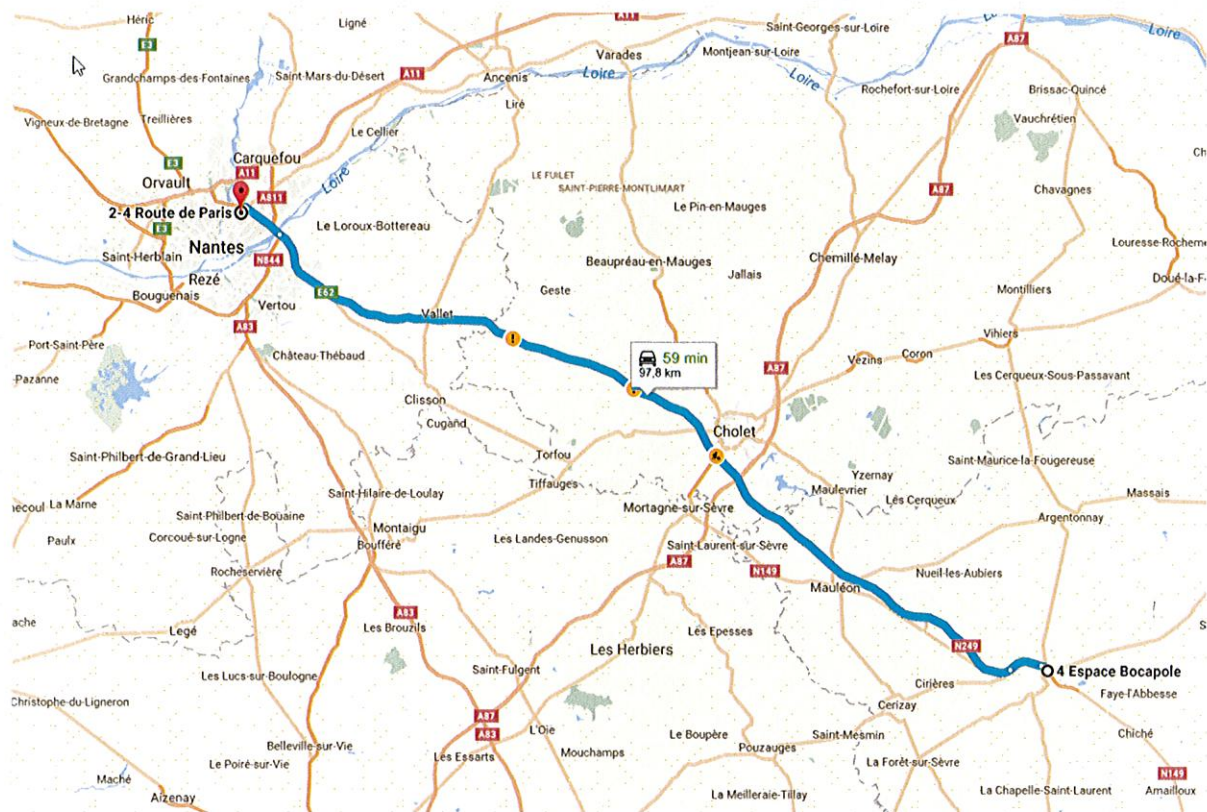 Héric
Ligné
A11
Saint-Georges-sur-Loire
E3
Varades
Montjean-sur-Loire
A87
Loire
Grandchamps-des-Fontaines
Saint-Mars-du-Désert
A11
Ancenis
Loire
Loire
Rochefort-sur-Loire
Brissac-Quincé
Liré
Vigneux-de-Bretagne
Treillières
Le Cellier
Vauchrétien
E3
Carquefou
A11
Loire
LE FUILET
Orvault
A811
SAINT-PIERRE-MONTLIMART
A87
Chavagnes
2-4 Route de Paris
Le Pin-en-Mauges
E3
Le Loroux-Bottereau
Nantes
Saint-Herblain
N844
Beaupréau-en-Mauges
Chemillé-Melay
Louresse-Rocheme
Rezé
Jallais
Doué-la-F
Bouguenais
Vertou
E62
Geste
Montilliers
Vallet
A83
Vihiers
Port-Saint-Père
Château-Thébaud
59 min
97,8 km
Vézins
Coron
-Pazanne
A87
Les Cerqueux-Sous-Passavant
Clisson
Cugand
Cholet
Saint-Philbert-de-Grand-Lieu
Torfou
Saint-Maurice-la-Fougereuse
Tiffauges
Yzernay
Maulevrier
Les Cerqueux
Massais
necoul
La Marne
Saint-Hilaire-de-Loulay
Mortagne-sur-Sèvre
Saint-Philbert-de-Bouaine
Argentonnay
Paulx
Corcoué-sur-Logne
Montaigu
Les Landes-Genusson
Boufféré
Saint-Laurent-sur-Sèvre
A87
N149
Rocheservière
Nueil-les-Aubiers
Mauléon
A83
ache
Legé
Les Brouzils
Les Epesses
Les Herbiers
N249
Saint-Fulgent
4 Espace Bocapole
Les Lucs-sur-Boulogne
Cirières
Faye-l'Abbesse
Christophe-du-Ligneron
Cerizay
A87
A83
L'Oie
Le Boupère
Saint-Mesmin
Chiché
Belleville-sur-Vie
Mouchamps
Pouzauges
Les Essarts
Le Poiré-sur-Vie
La Forêt-sur-Sèvre
N149
Maché
Aizenay
La Meilleraie-Tillay
La Chapelle-Saint-Laurent
Amailloux